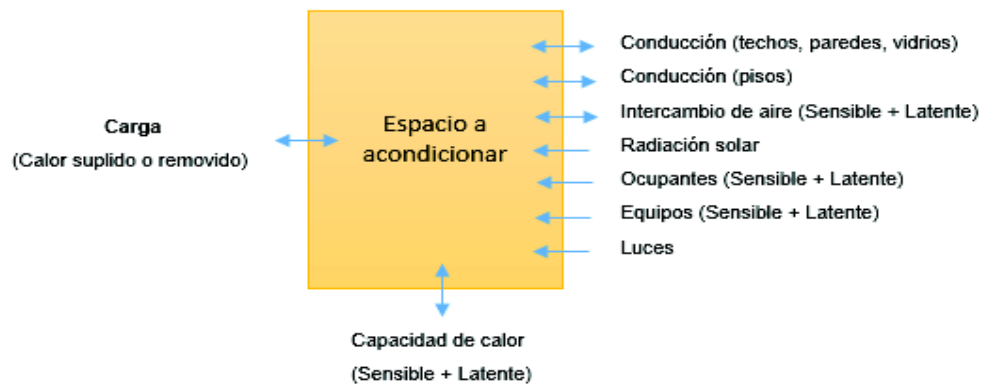 Carga
(Calor suplido o removido)
Espacio a
acondicionar
Conducción (techos, paredes, vidrios)
Conducción (pisos)
Intercambio de aire (Sensible + Latente)
Radiación solar
Ocupantes (Sensible + Latente)
Equipos (Sensible + Latente)
Luces
Capacidad de calor
(Sensible + Latente)